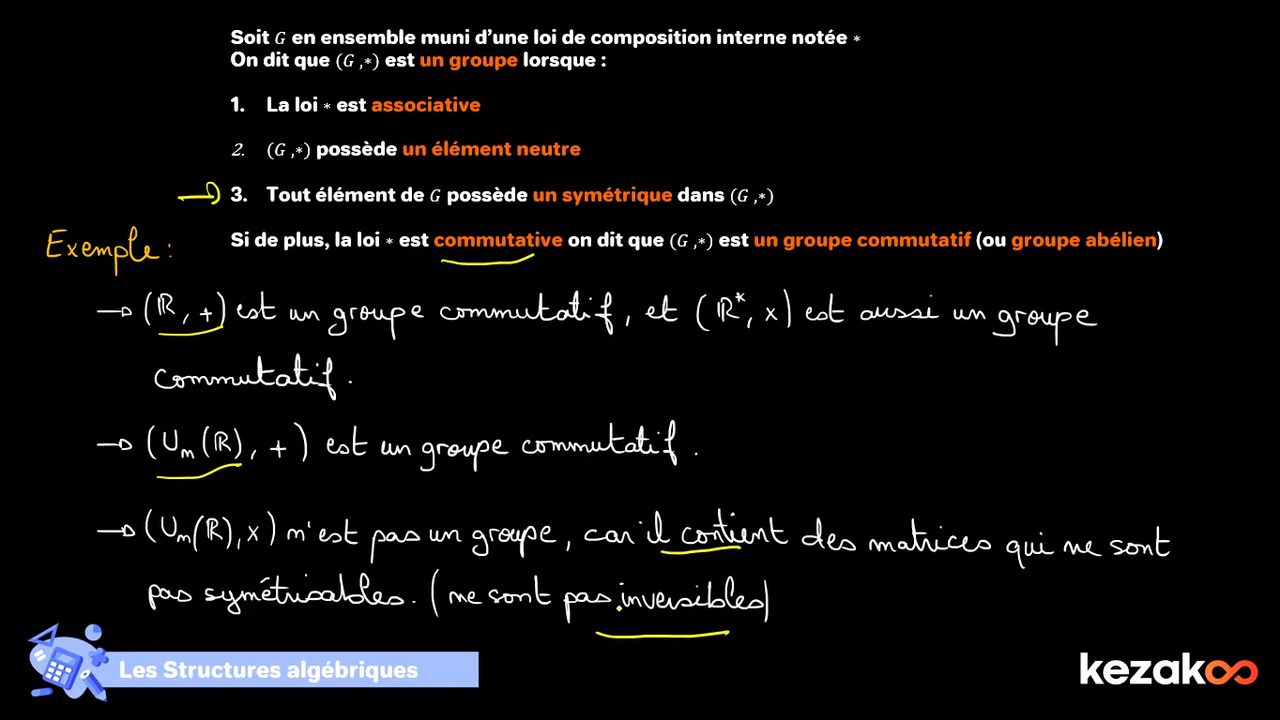 Soit G en ensemble muni d’une loi de composition interne notée *
On dit que (G ,*) est un groupe lorsque :
1. La loi * est associative
2. (G ,*) possède un élément neutre
3. Tout élément de G possède un symétrique dans (G ,*)
Si de plus, la loi * est commutative on dit que (G ,*) est un groupe commutatif (ou groupe abélien)
Exemple :
→ (ℝ, +) est un groupe commutatif, et (ℝ*, x) est aussi un groupe
commutatif.
→ (Um(ℝ), +) est un groupe commutatif.
→ (Um(ℝ), x) n'est pas un groupe, car il contient des matrices qui ne sont
pas symétrisables. (ne sont pas inversibles)
Les Structures algébriques
kezakoo